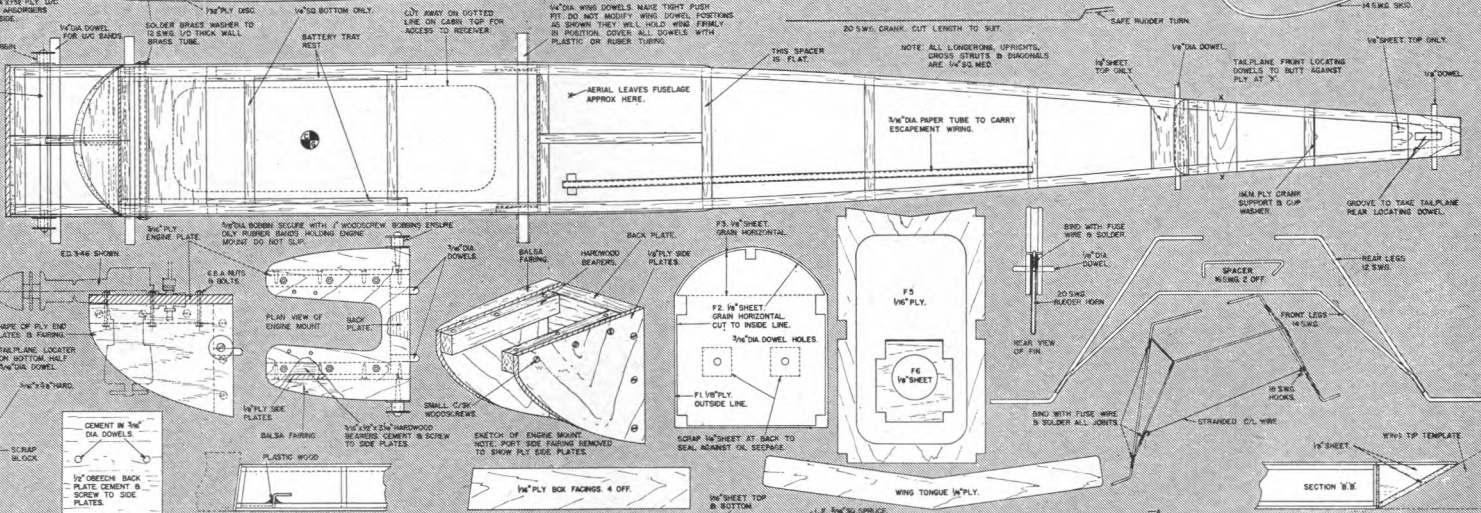 ABSORBERS
SIDE.
1/32" PLY DISC.
SOLDER BRASS WASHER TO
12 S.W.G. I/D THICK WALL
BRASS TUBE.
1/4" SQ. BOTTOM ONLY.
BATTERY TRAY
REST.
CUT AWAY ON DOTTED
LINE ON CABIN TOP FOR
ACCESS TO RECEIVER.
1/4" DIA. WING DOWELS. MAKE TIGHT PUSH
FIT. DO NOT MODIFY WING DOWEL POSITIONS
AS SHOWN THEY WILL HOLD WING FIRMLY
IN POSITION. COVER ALL DOWELS WITH
PLASTIC OR RUBER TUBING.
1/4" DIA. DOWEL
FOR U/C BANDS.
THIS SPACER
IS FLAT.
20 S.W.G. CRANK. CUT LENGTH TO SUIT.
SAFE RUDDER TURN.
14 S.W.G. SKID.
NOTE: ALL LONGERONS, UPRIGHTS,
CROSS STRUTS & DIAGONALS
ARE 1/4" SQ. MED.
1/8" SHEET
TOP ONLY.
1/8" DIA. DOWEL.
TAILPLANE FRONT LOCATING
DOWELS TO BUTT AGAINST
PLY AT 'X'.
1/8" SHEET. TOP ONLY.
1/8" DOWEL.
AERIAL LEAVES FUSELAGE
APPROX HERE.
3/16" DIA. PAPER TUBE TO CARRY
ESCAPEMENT WIRING.
1 M.M. PLY CRANK
SUPPORT & CUP
WASHER.
GROOVE TO TAKE TAILPLANE
REAR LOCATING DOWEL.
3/16" PLY
ENGINE PLATE.
DIA. BOBBIN SECURE WITH 1" WOODSCREW. BOBBINS ENSURE
OILY RUBBER BANDS HOLDING ENGINE
MOUNT DO NOT SLIP.
E.D. 3·46 SHOWN
6 B.A. NUTS
& BOLTS.
3/16" DIA.
DOWELS.
BALSA
FAIRING.
HARDWOOD
BEARERS.
BACK PLATE.
1/8" PLY SIDE
PLATES.
F3. 1/8" SHEET.
GRAIN HORIZONTAL.
F2. 1/8" SHEET.
GRAIN HORIZONTAL.
CUT TO INSIDE LINE.
3/16" DIA. DOWEL HOLES.
F1. 1/8" PLY.
OUTSIDE LINE.
SCRAP 1/4" SHEET AT BACK TO
SEAL AGAINST OIL SEEPAGE.
F5
1/16" PLY.
F6
1/8" SHEET
BIND WITH FUSE
WIRE & SOLDER.
1/8" DIA.
DOWEL.
20 S.W.G.
RUDDER HORN
REAR VIEW
OF FIN.
SPACER
16 S.W.G. 2 OFF.
REAR LEGS
12 S.W.G.
FRONT LEGS
14 S.W.G.
18 S.W.G.
HOOKS.
BIND WITH FUSE WIRE
& SOLDER ALL JOINTS.
STRANDED C/L WIRE
SHAPE OF PLY END
PLATES & FAIRING.
TAILPLANE LOCATER
ON BOTTOM. HALF
3/16" DIA. DOWEL.
HARD.
PLAN VIEW OF
ENGINE MOUNT.
BACK
PLATE.
1/8" PLY SIDE
PLATES
BALSA FAIRING
HARDWOOD
BEARERS. CEMENT & SCREW
TO SIDE PLATES.
SMALL C/SK
WOODSCREWS.
SKETCH OF ENGINE MOUNT.
NOTE: PORT SIDE FAIRING REMOVED
TO SHOW PLY SIDE PLATES.
SCRAP
BLOCK.
CEMENT IN 3/16"
DIA. DOWELS.
1/2" OBEECHI BACK
PLATE. CEMENT &
SCREW TO SIDE
PLATES.
PLASTIC WOOD
1/16" PLY BOX FACINGS. 4 OFF.
1/16" SHEET TOP
& BOTTOM.
WING TONGUE 1/4" PLY.
L.E. 3/16" SQ. SPRUCE
1/8" SHEET.
WING TIP TEMPLATE
SECTION 'B.B.'